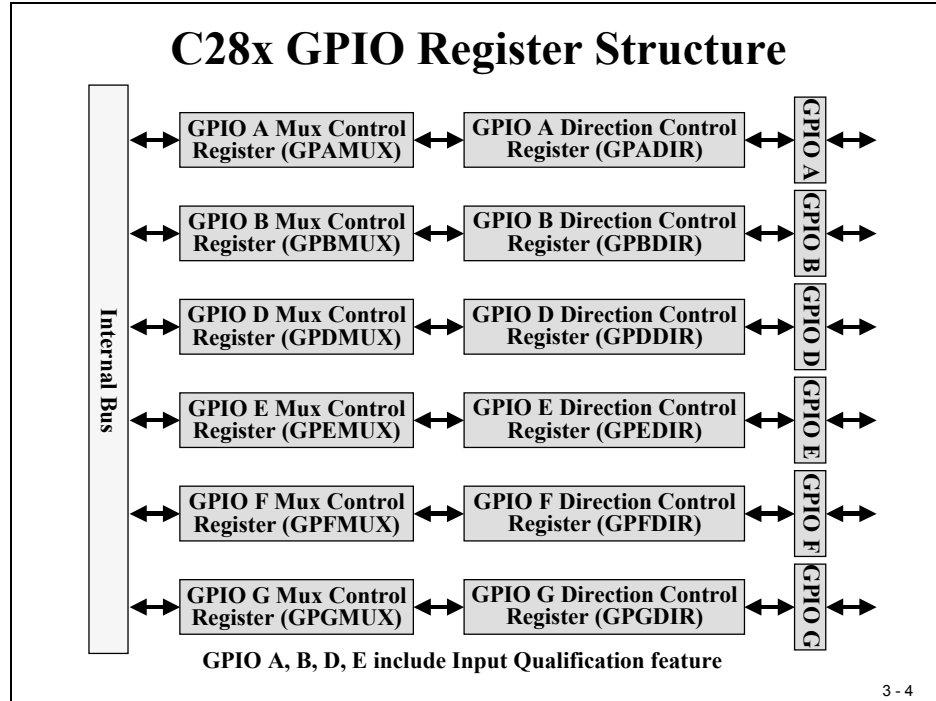 C28x GPIO Register Structure
Internal Bus
GPIO A Mux Control
Register (GPAMUX)
GPIO A Direction Control
Register (GPADIR)
GPIO A
GPIO B Mux Control
Register (GPBMUX)
GPIO B Direction Control
Register (GPBDIR)
GPIO B
GPIO D Mux Control
Register (GPDMUX)
GPIO D Direction Control
Register (GPDDIR)
GPIO D
GPIO E Mux Control
Register (GPEMUX)
GPIO E Direction Control
Register (GPEDIR)
GPIO E
GPIO F Mux Control
Register (GPFMUX)
GPIO F Direction Control
Register (GPFDIR)
GPIO F
GPIO G Mux Control
Register (GPGMUX)
GPIO G Direction Control
Register (GPGDIR)
GPIO G
GPIO A, B, D, E include Input Qualification feature
3 - 4